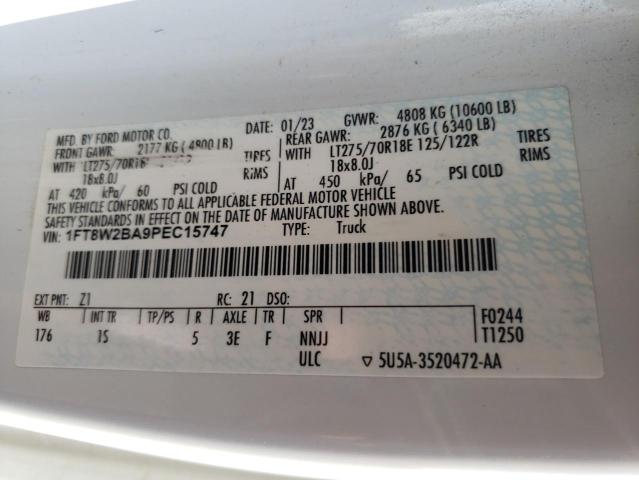 MFD. BY FORD MOTOR CO. DATE: 01/23 GVWR: 4808 KG (10600 LB)
FRONT GAWR: 2177 KG (4800 LB) REAR GAWR: 2876 KG (6340 LB)
WITH LT275/70R18E TIRES WITH LT275/70R18E 125/122R TIRES
18x8.0J RIMS 18x8.0J RIMS
AT 420 kPa/ 60 PSI COLD AT 450 kPa/ 65 PSI COLD
THIS VEHICLE CONFORMS TO ALL APPLICABLE FEDERAL MOTOR VEHICLE
SAFETY STANDARDS IN EFFECT ON THE DATE OF MANUFACTURE SHOWN ABOVE.
VIN: 1FT8W2BA9PEC15747 TYPE: Truck
EXT PNT: Z1 RC: 21 DSO:
WB INT TR TP/PS R AXLE TR SPR F0244
176 1S 5 3E F NNJJ T1250
ULC ▽ 5U5A-3520472-AA